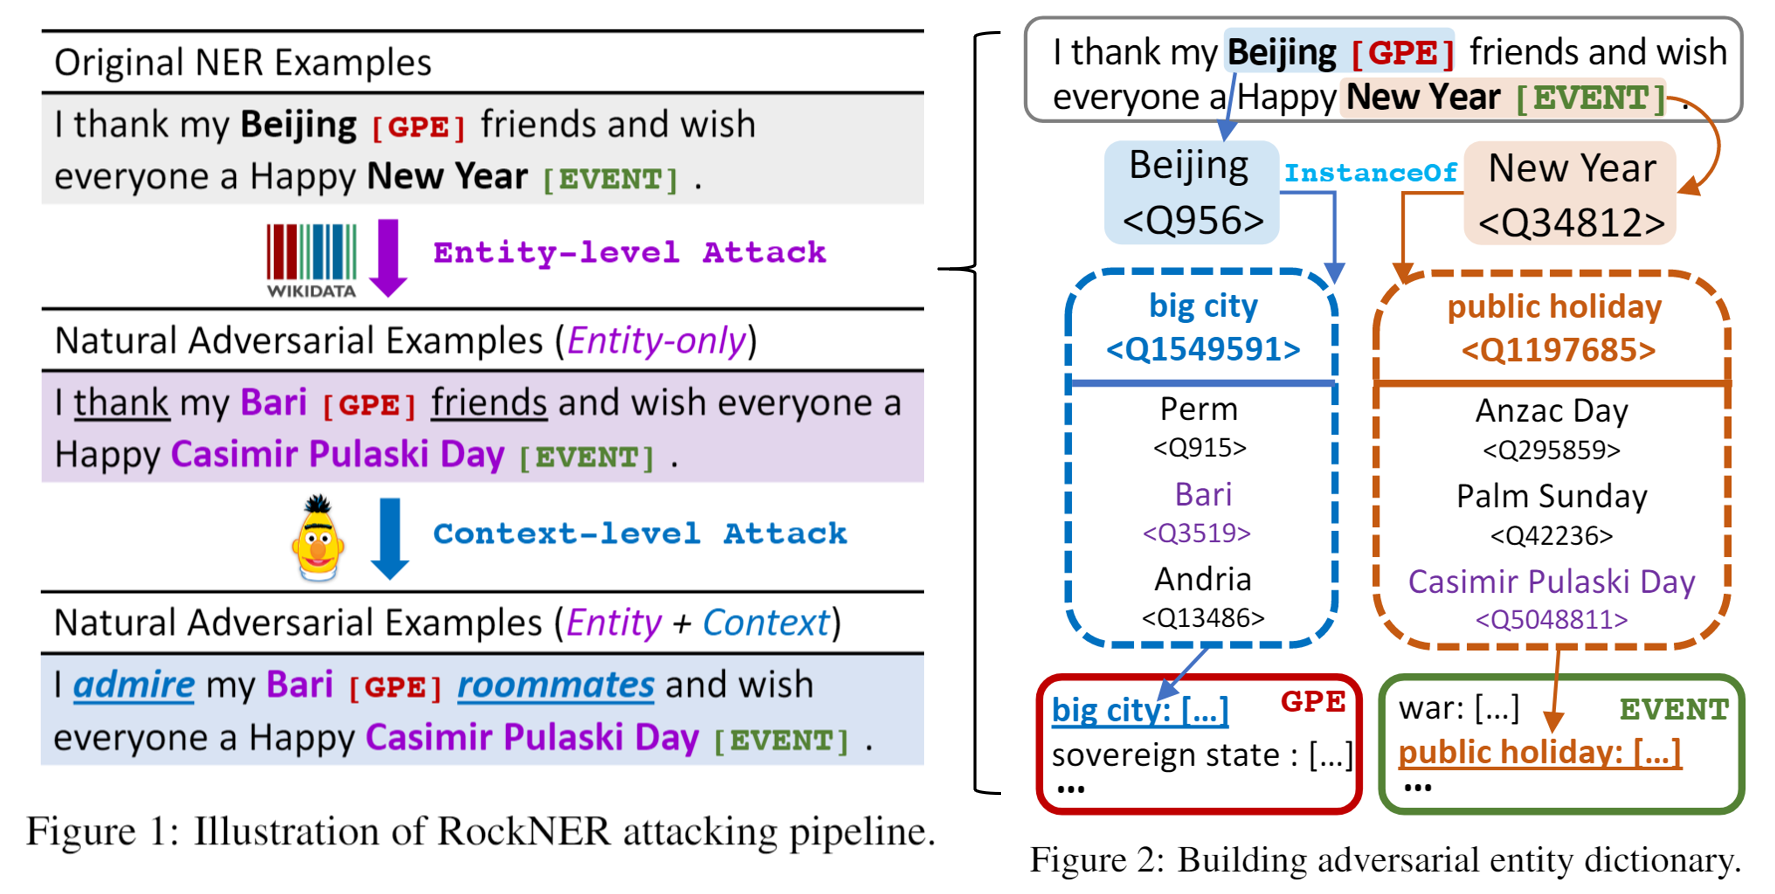 Original NER Examples
I thank my Beijing [GPE] friends and wish
everyone a Happy New Year [EVENT] .
WIKIDATA
Entity-level Attack
Natural Adversarial Examples (Entity-only)
I thank my Bari [GPE] friends and wish everyone a
Happy Casimir Pulaski Day [EVENT] .
Context-level Attack
Natural Adversarial Examples (Entity + Context)
I admire my Bari [GPE] roommates and wish
everyone a Happy Casimir Pulaski Day [EVENT] .
Figure 1: Illustration of RockNER attacking pipeline.
I thank my Beijing [GPE] friends and wish
everyone a Happy New Year [EVENT] .
Beijing
<Q956>
InstanceOf
New Year
<Q34812>
big city
<Q1549591>
Perm
<Q915>
Bari
<Q3519>
Andria
<Q13486>
public holiday
<Q1197685>
Anzac Day
<Q295859>
Palm Sunday
<Q42236>
Casimir Pulaski Day
<Q5048811>
big city: [...] GPE
sovereign state : [...]
...
war: [...] EVENT
public holiday: [...]
...
Figure 2: Building adversarial entity dictionary.